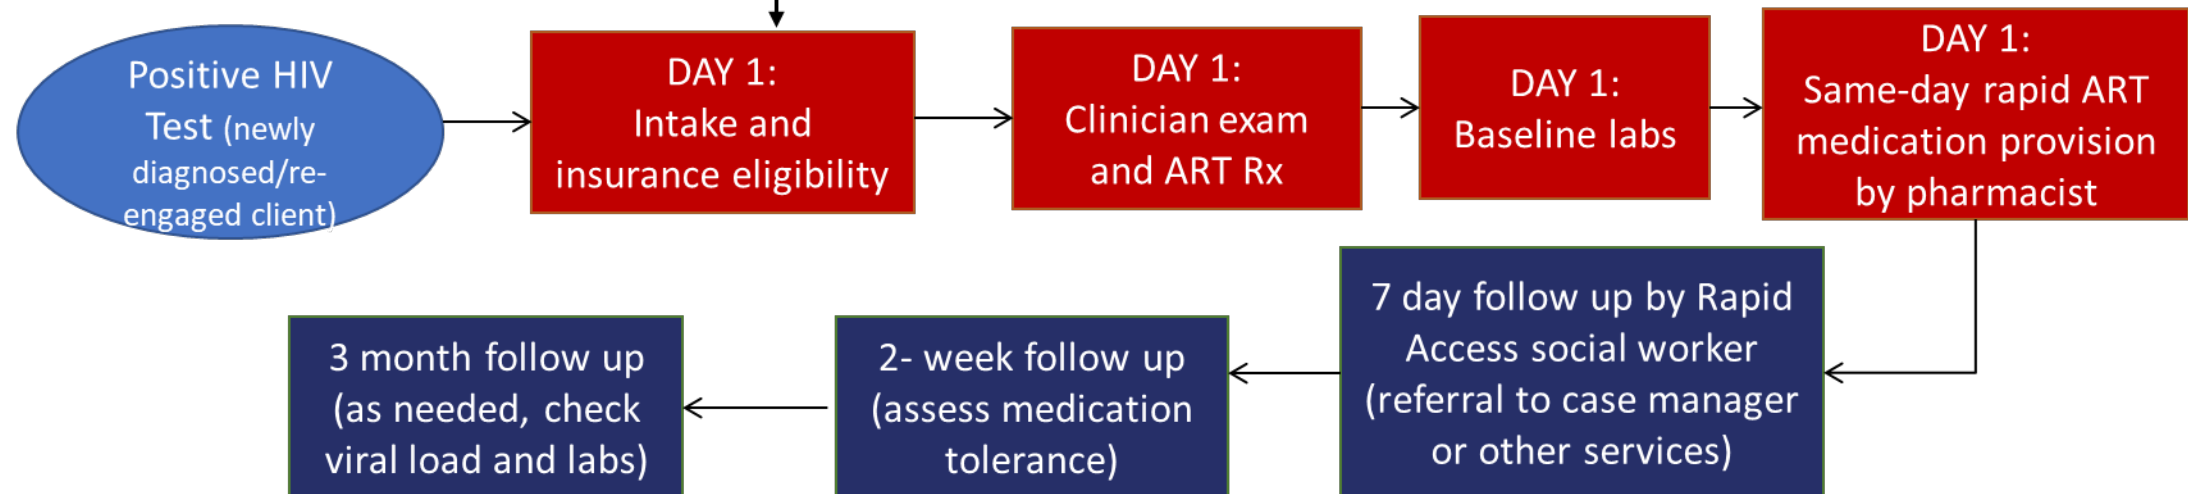 Positive HIV
Test (newly
diagnosed/re-
engaged client)
DAY 1:
Intake and
insurance eligibility
DAY 1:
Clinician exam
and ART Rx
DAY 1:
Baseline labs
DAY 1:
Same-day rapid ART
medication provision
by pharmacist
7 day follow up by Rapid
Access social worker
(referral to case manager
or other services)
2- week follow up
(assess medication
tolerance)
3 month follow up
(as needed, check
viral load and labs)